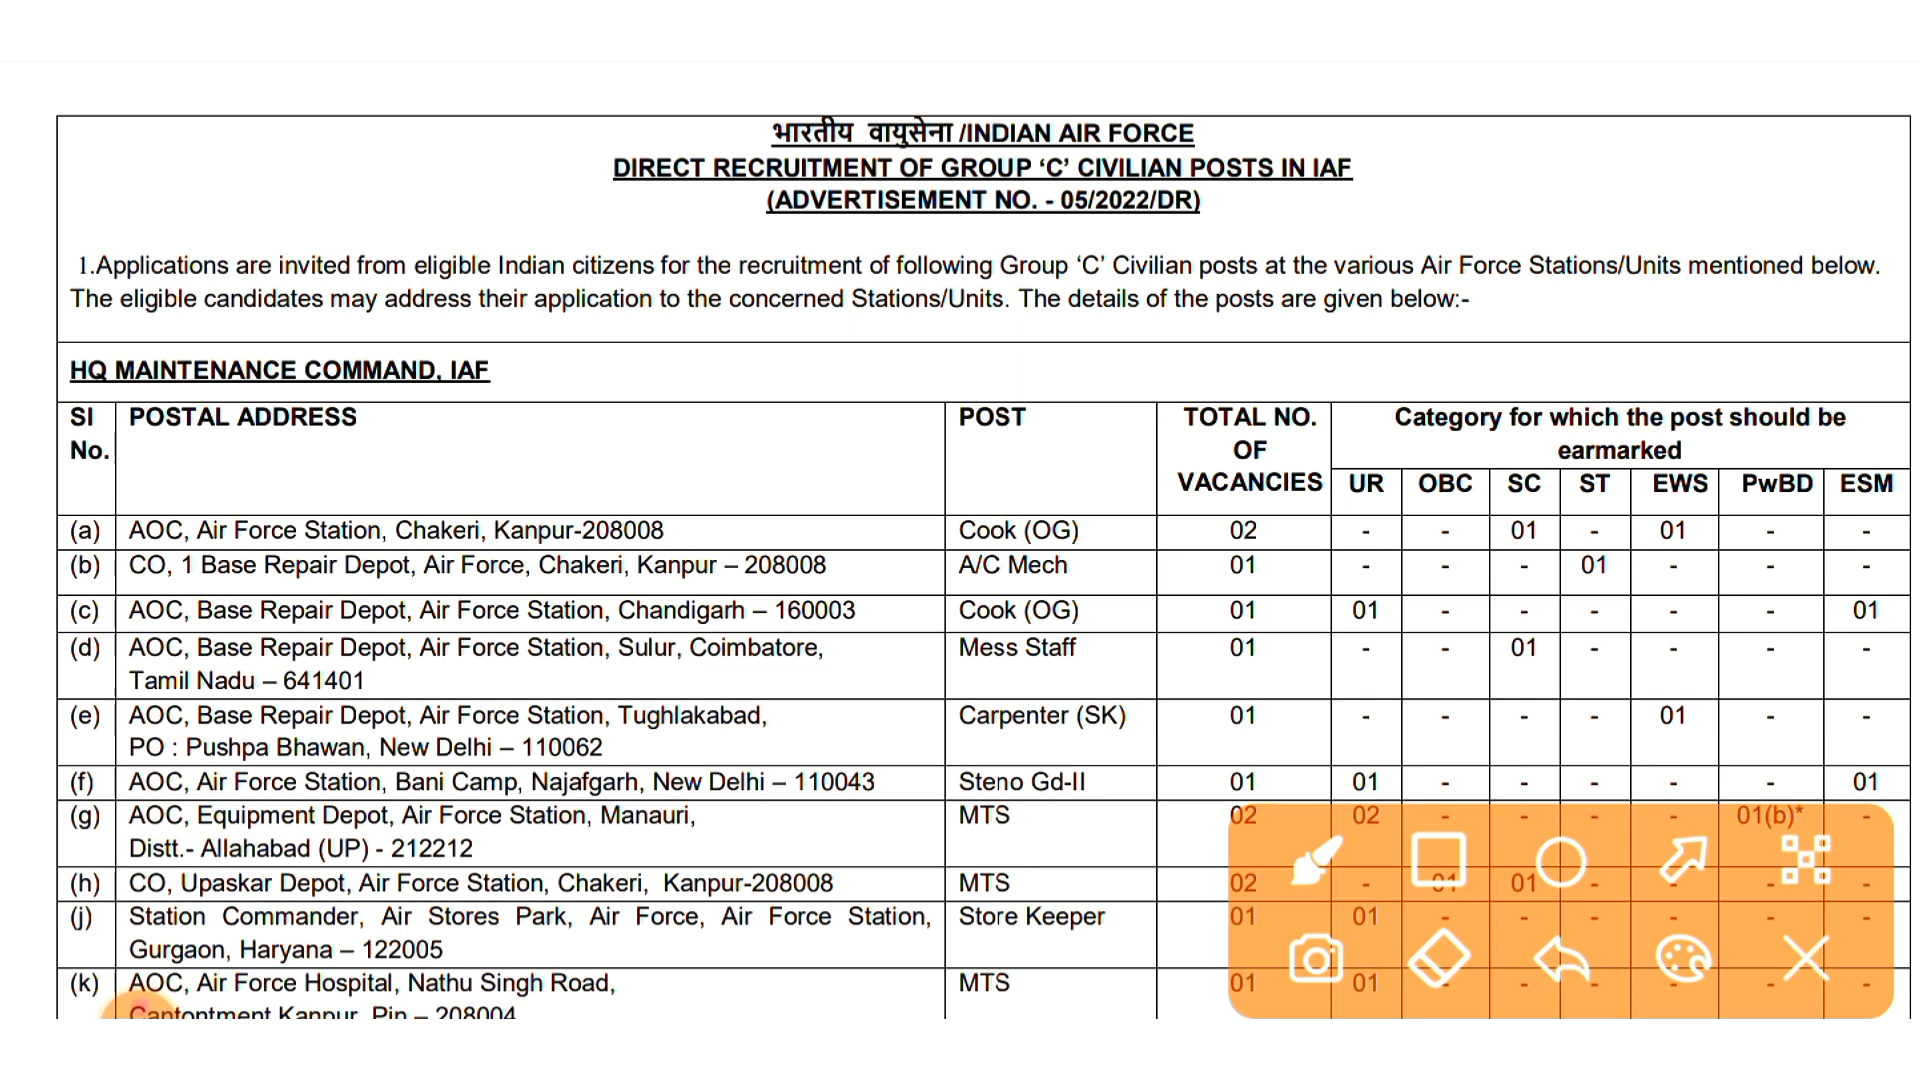 भारतीय वायुसेना /INDIAN AIR FORCE
DIRECT RECRUITMENT OF GROUP ‘C’ CIVILIAN POSTS IN IAF
(ADVERTISEMENT NO. - 05/2022/DR)
1.Applications are invited from eligible Indian citizens for the recruitment of following Group ‘C’ Civilian posts at the various Air Force Stations/Units mentioned below.
The eligible candidates may address their application to the concerned Stations/Units. The details of the posts are given below:-
HQ MAINTENANCE COMMAND, IAF
Sl No. POSTAL ADDRESS POST TOTAL NO. OF VACANCIES Category for which the post should be earmarked
UR OBC SC ST EWS PwBD ESM
(a) AOC, Air Force Station, Chakeri, Kanpur-208008 Cook (OG) 02 - - 01 - 01 - -
(b) CO, 1 Base Repair Depot, Air Force, Chakeri, Kanpur – 208008 A/C Mech 01 - - - 01 - - -
(c) AOC, Base Repair Depot, Air Force Station, Chandigarh – 160003 Cook (OG) 01 01 - - - - - 01
(d) AOC, Base Repair Depot, Air Force Station, Sulur, Coimbatore, Mess Staff 01 - - 01 - - - -
Tamil Nadu – 641401
(e) AOC, Base Repair Depot, Air Force Station, Tughlakabad, Carpenter (SK) 01 - - - - 01 - -
PO : Pushpa Bhawan, New Delhi – 110062
(f) AOC, Air Force Station, Bani Camp, Najafgarh, New Delhi – 110043 Steno Gd-II 01 01 - - - - - 01
(g) AOC, Equipment Depot, Air Force Station, Manauri, MTS 02 02 - - - - 01(b)* -
Distt.- Allahabad (UP) - 212212
(h) CO, Upaskar Depot, Air Force Station, Chakeri, Kanpur-208008 MTS 02 - 01 01 - - - -
(j) Station Commander, Air Stores Park, Air Force, Air Force Station, Store Keeper 01 01 - - - - - -
Gurgaon, Haryana – 122005
(k) AOC, Air Force Hospital, Nathu Singh Road, MTS 01 01 - - - - - -
Cantontment Kanpur, Pin – 208004